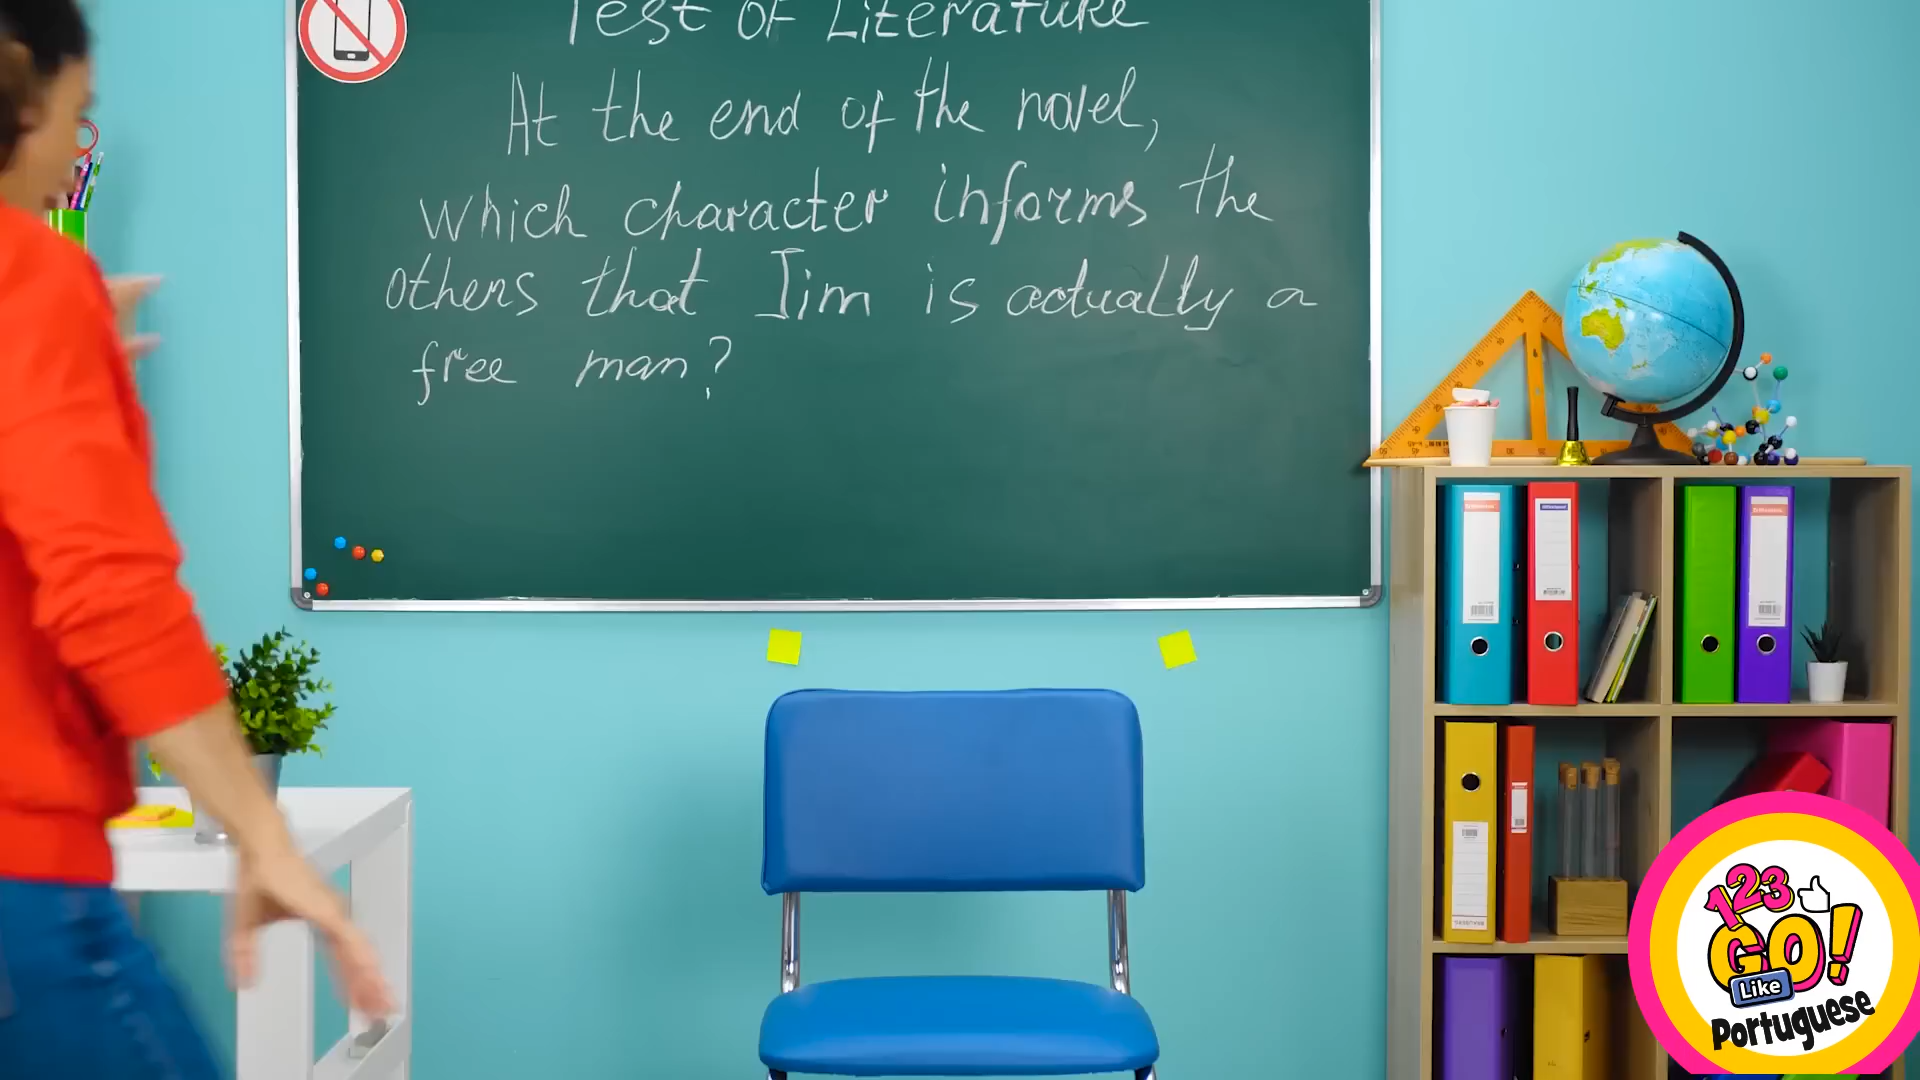 Test of Literature
At the end of the novel,
which character informs the
others that Jim is actually a
free man?
123
GO!
Like
Portuguese